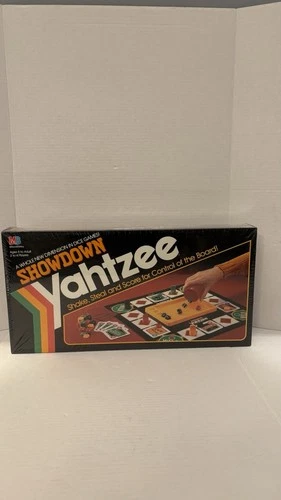 A WHOLE NEW DIMENSION IN DICE GAMES!
MB
SHOWDOWN
Yahtzee
Shake, Steal and Score for Control of the Board!